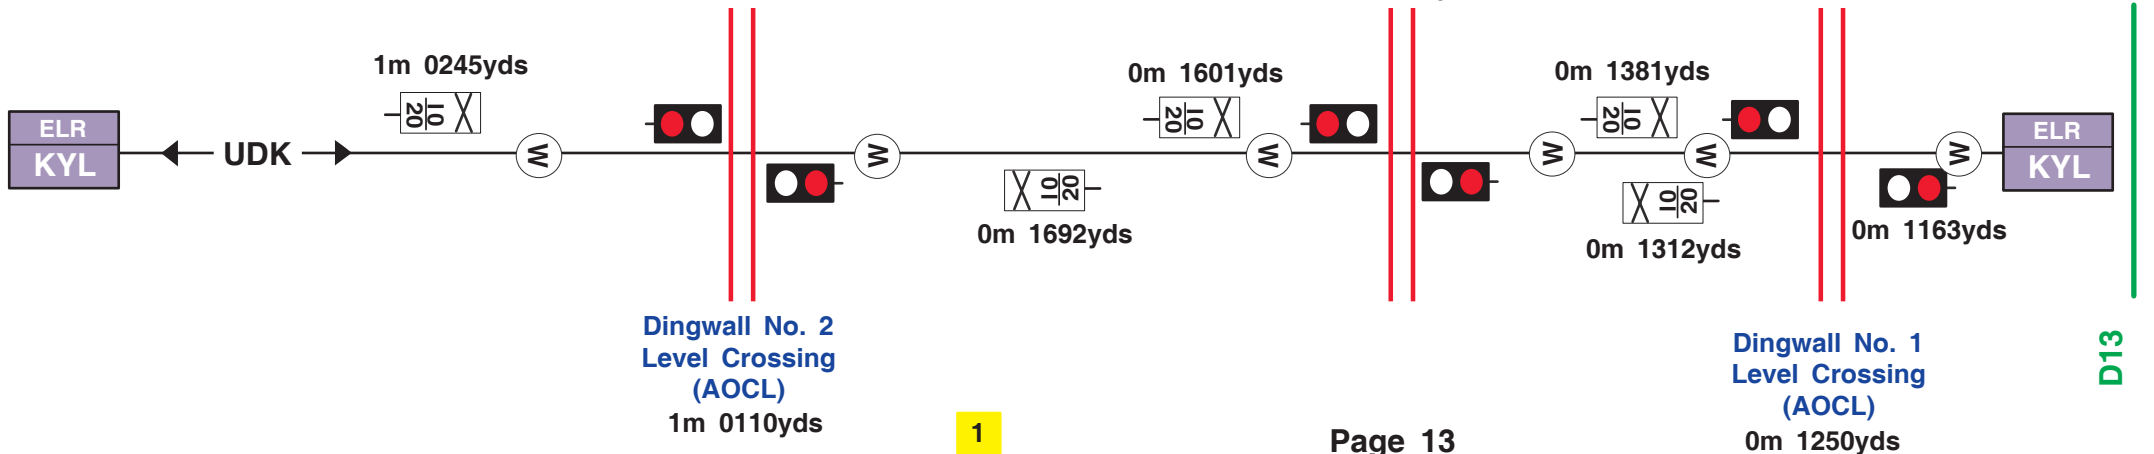 1m 0245yds
10
20
ELR
KYL
UDK
W
W
0m 1692yds
10
20
0m 1601yds
10
20
W
0m 1381yds
10
20
W
W
10
20
0m 1312yds
W
0m 1163yds
ELR
KYL
D13
Dingwall No. 2
Level Crossing
(AOCL)
1m 0110yds
1
Page 13
Dingwall No. 1
Level Crossing
(AOCL)
0m 1250yds